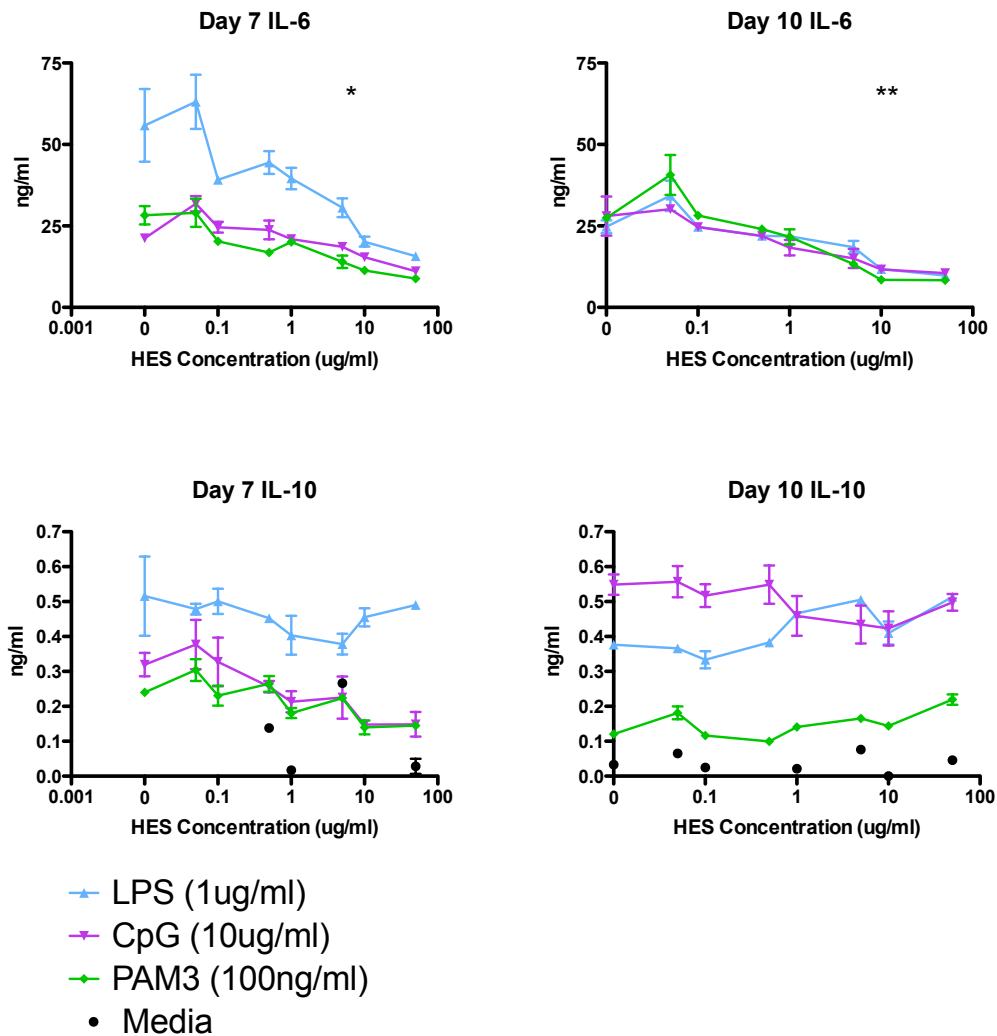 Day 7 IL-6
75
50
25
0
ng/ml
*
0.001 0 0.1 1 10 100
HES Concentration (ug/ml)
Day 10 IL-6
75
50
25
0
ng/ml
**
0 0.1 1 10 100
HES Concentration (ug/ml)
Day 7 IL-10
0.7
0.6
0.5
0.4
0.3
0.2
0.1
0.0
ng/ml
0.001 0 0.1 1 10 100
HES Concentration (ug/ml)
Day 10 IL-10
0.7
0.6
0.5
0.4
0.3
0.2
0.1
0.0
ng/ml
0 0.1 1 10 100
HES Concentration (ug/ml)
LPS (1ug/ml)
CpG (10ug/ml)
PAM3 (100ng/ml)
Media